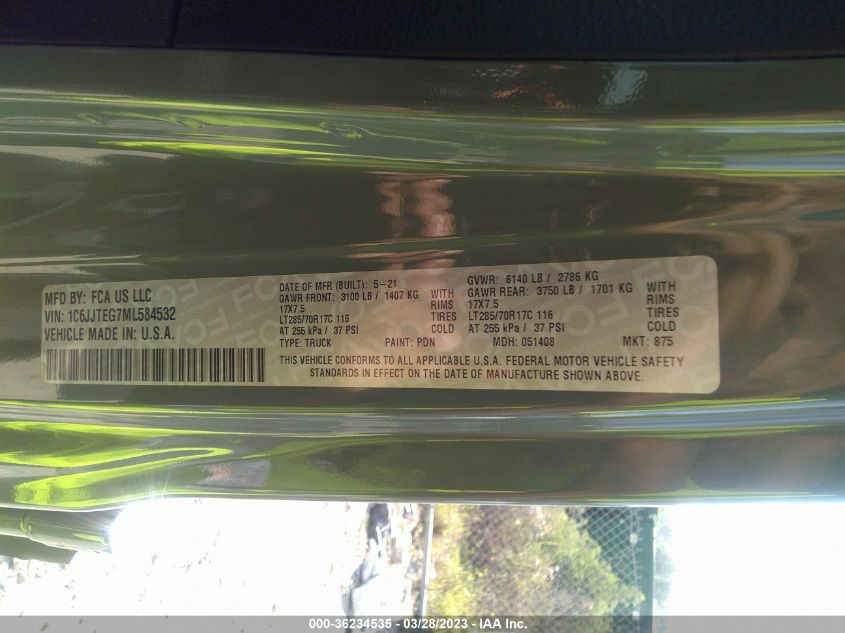 MFD BY: FCA US LLC
VIN: 1C6JJTEG7ML584532
VEHICLE MADE IN: U.S.A.
DATE OF MFR (BUILT): 5-21
GAWR FRONT: 3100 LB / 1407 KG WITH
17X7.5 RIMS
LT285/70R17C 116 TIRES
AT 255 kPa / 37 PSI COLD
TYPE: TRUCK PAINT: PDN
GVWR: 6140 LB / 2786 KG
GAWR REAR: 3750 LB / 1701 KG WITH
17X7.5 RIMS
LT285/70R17C 116 TIRES
AT 255 kPa / 37 PSI COLD
MDH: 051408 MKT: 875
THIS VEHICLE CONFORMS TO ALL APPLICABLE U.S.A. FEDERAL MOTOR VEHICLE SAFETY
STANDARDS IN EFFECT ON THE DATE OF MANUFACTURE SHOWN ABOVE.
000-36234535 - 03/28/2023 - IAA Inc.